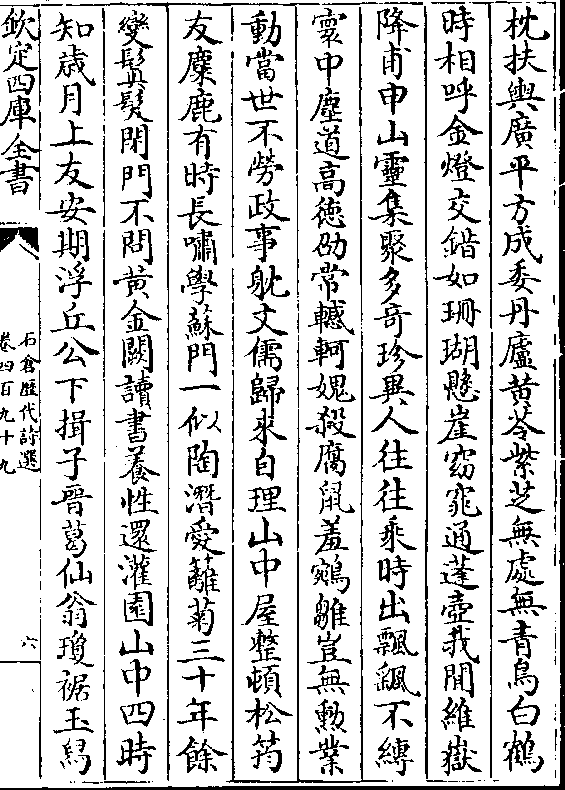 枕扶輿廣平方成委丹廬黄芩紫芝無處無青鳥白鶴
時相呼金燈交錯如珊瑚懸崖窈窕通蓬壺我聞維嶽
降甫申山靈集聚多奇珍異人往往乘時出飄飄不縛
寰中塵道高徳劭常轗軻媿殺腐鼠羞鵷雛豈無勲業
動當世不勞政事躭文儒歸來自理山中屋整頓松筠
友麋鹿有時長嘯學蘇門一似陶潛愛籬菊三十年餘
變鬒髮閉門不問黄金闕讀書養性還灌園山中四時
知歳月上友安期浮丘公下揖子晉葛仙翁瓊裾玉舄
欽定四庫全書
石倉歴代詩選
卷四百九十九
六